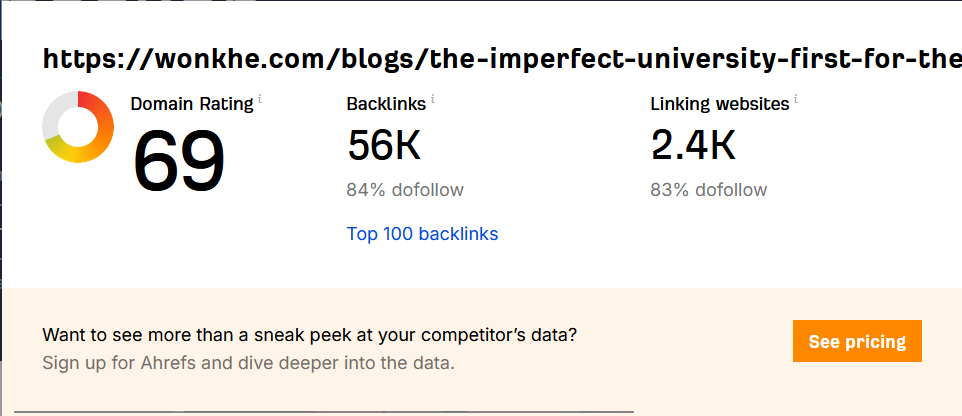 https://wonkhe.com/blogs/the-imperfect-university-first-for-the
Domain Rating i
69
Backlinks i
56K
84% dofollow
Top 100 backlinks
Linking websites i
2.4K
83% dofollow
Want to see more than a sneak peek at your competitor's data?
Sign up for Ahrefs and dive deeper into the data.
See pricing